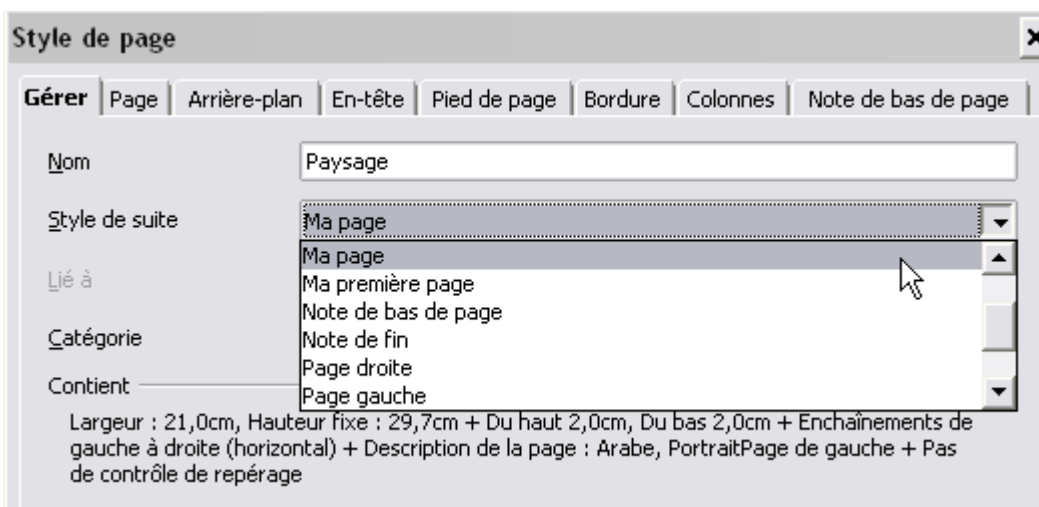 Style de page
Gérer Page Arrière-plan En-tête Pied de page Bordure Colonnes Note de bas de page
Nom Paysage
Style de suite Ma page
Ma page
Lié à
Ma première page
Note de bas de page
Catégorie
Note de fin
Page droite
Contient
Page gauche
Largeur : 21,0cm, Hauteur fixe : 29,7cm + Du haut 2,0cm, Du bas 2,0cm + Enchaînements de
gauche à droite (horizontal) + Description de la page : Arabe, PortraitPage de gauche + Pas
de contrôle de repérage